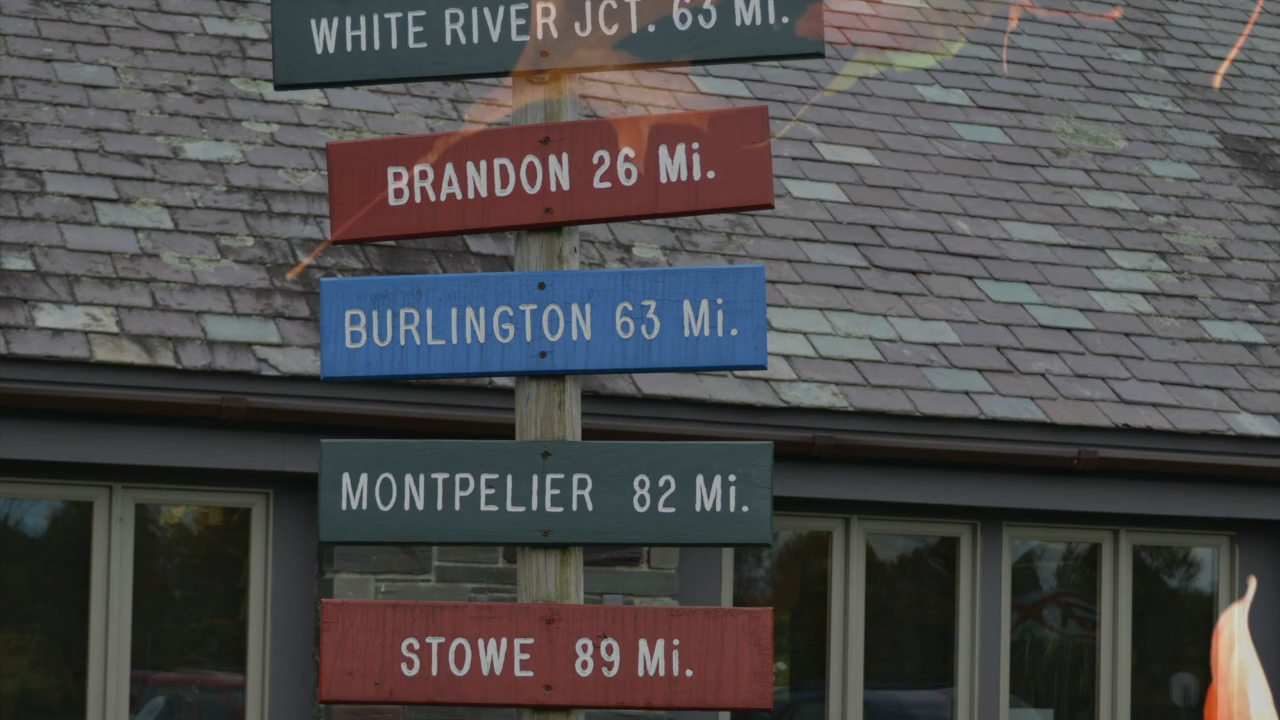 WHITE RIVER JCT. 63 Mi.
BRANDON 26 Mi.
BURLINGTON 63 Mi.
MONTPELIER 82 Mi.
STOWE 89 Mi.